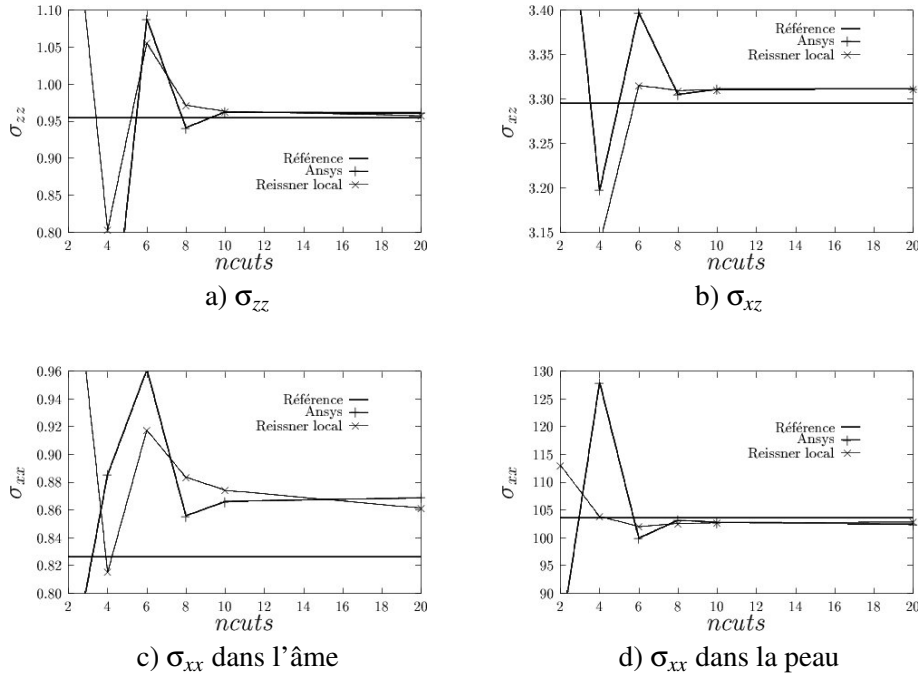 1.10
1.05
1.00
0.95
0.90
0.85
0.80
σzz
Référence
Ansys
Reissner local
2 4 6 8 10 12 14 16 18 20
ncuts
a) σzz
3.40
3.35
3.30
3.25
3.20
3.15
σxz
Référence
Ansys
Reissner local
2 4 6 8 10 12 14 16 18 20
ncuts
b) σxz
0.96
0.94
0.92
0.90
0.88
0.86
0.84
0.82
0.80
σxx
Référence
Ansys
Reissner local
2 4 6 8 10 12 14 16 18 20
ncuts
c) σxx dans l'âme
130
125
120
115
110
105
100
95
90
σxx
Référence
Ansys
Reissner local
2 4 6 8 10 12 14 16 18 20
ncuts
d) σxx dans la peau